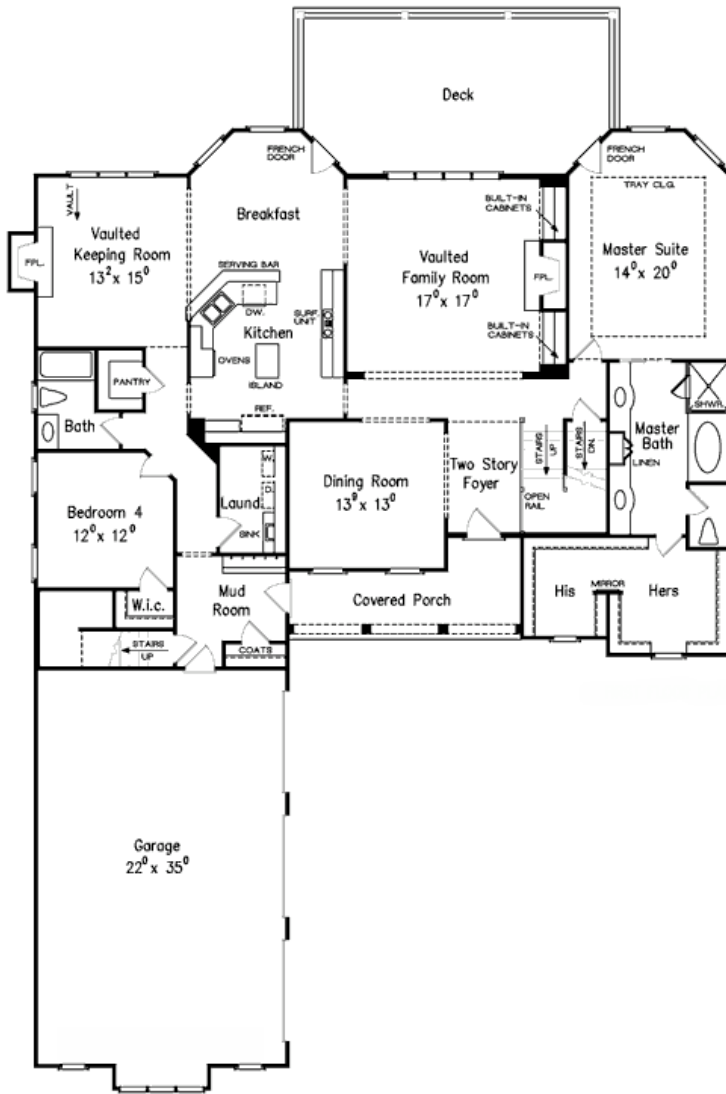 Deck
FRENCH
DOOR
FRENCH
DOOR
VAULT
TRAY CLG.
Breakfast
BUILT-IN
CABINETS
Vaulted
Keeping Room
13² x 15⁰
FPL.
Vaulted
Family Room
17⁰ x 17⁰
FPL.
Master Suite
14⁰ x 20⁰
SERVING BAR
DW.
SURF.
UNIT
Kitchen
OVENS
ISLAND
BUILT-IN
CABINETS
PANTRY
SHWR.
REF.
Bath
Master
Bath
LINEN
W.
D.
Laund.
SINK
Dining Room
13⁹ x 13⁰
Two Story
Foyer
STAIRS
UP
STAIRS
DN.
OPEN
RAIL
Bedroom 4
12⁰ x 12⁰
W.i.c.
Mud
Room
Covered Porch
His
MIRROR
Hers
STAIRS
UP
COATS
Garage
22⁰ x 35⁰